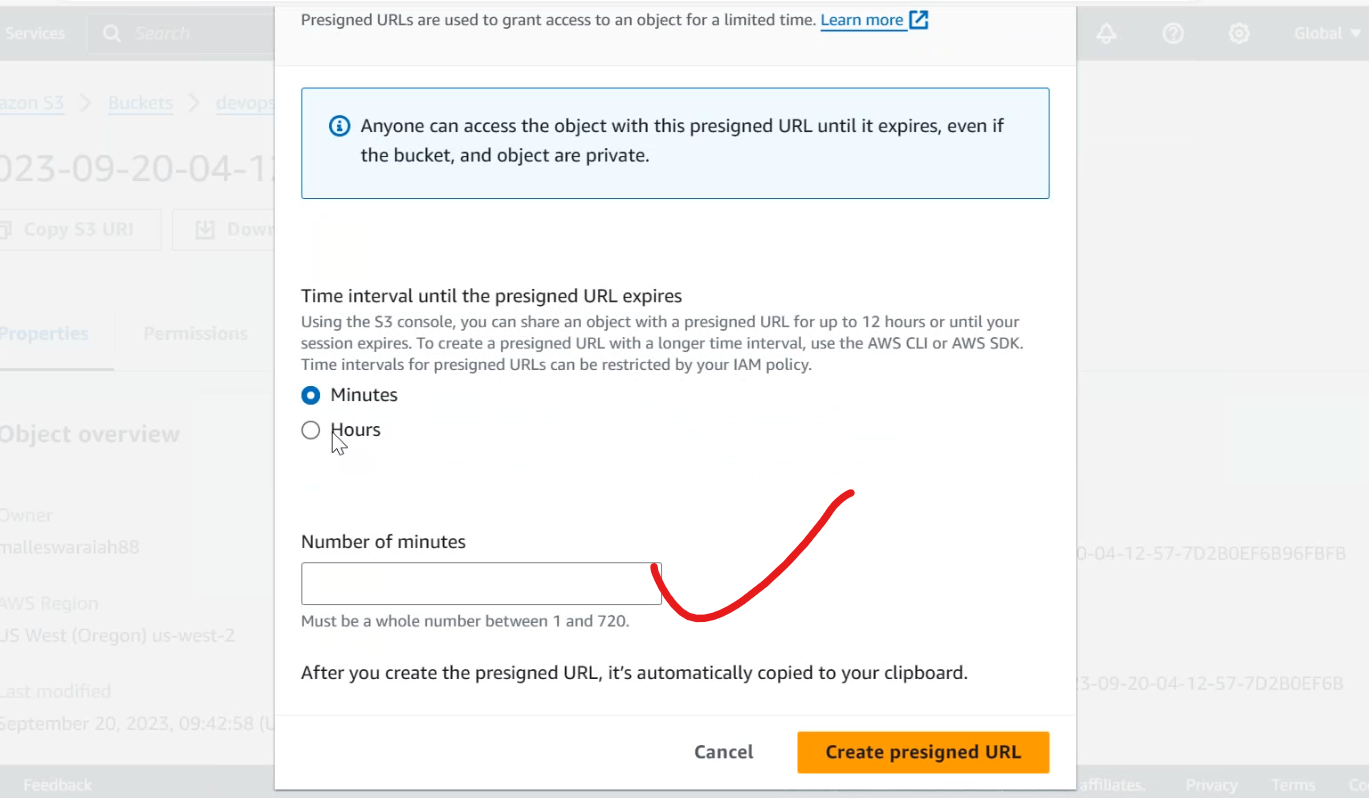 Presigned URLs are used to grant access to an object for a limited time. Learn more
Services
Search
Global
azon S3
Buckets
devops
Anyone can access the object with this presigned URL until it expires, even if
the bucket, and object are private.
023-09-20-04-1
Copy S3 URI
Down
Time interval until the presigned URL expires
Using the S3 console, you can share an object with a presigned URL for up to 12 hours or until your
session expires. To create a presigned URL with a longer time interval, use the AWS CLI or AWS SDK.
Time intervals for presigned URLs can be restricted by your IAM policy.
Properties
Permissions
Minutes
Hours
Object overview
Owner
malleswaraiah88
Number of minutes
0-04-12-57-7D2B0EF6B96FBFB
Must be a whole number between 1 and 720.
AWS Region
US West (Oregon) us-west-2
After you create the presigned URL, it's automatically copied to your clipboard.
Last modified
3-09-20-04-12-57-7D2B0EF6B
September 20, 2023, 09:42:58 (U
Cancel
Create presigned URL
Feedback
affiliates.
Privacy
Terms
Co